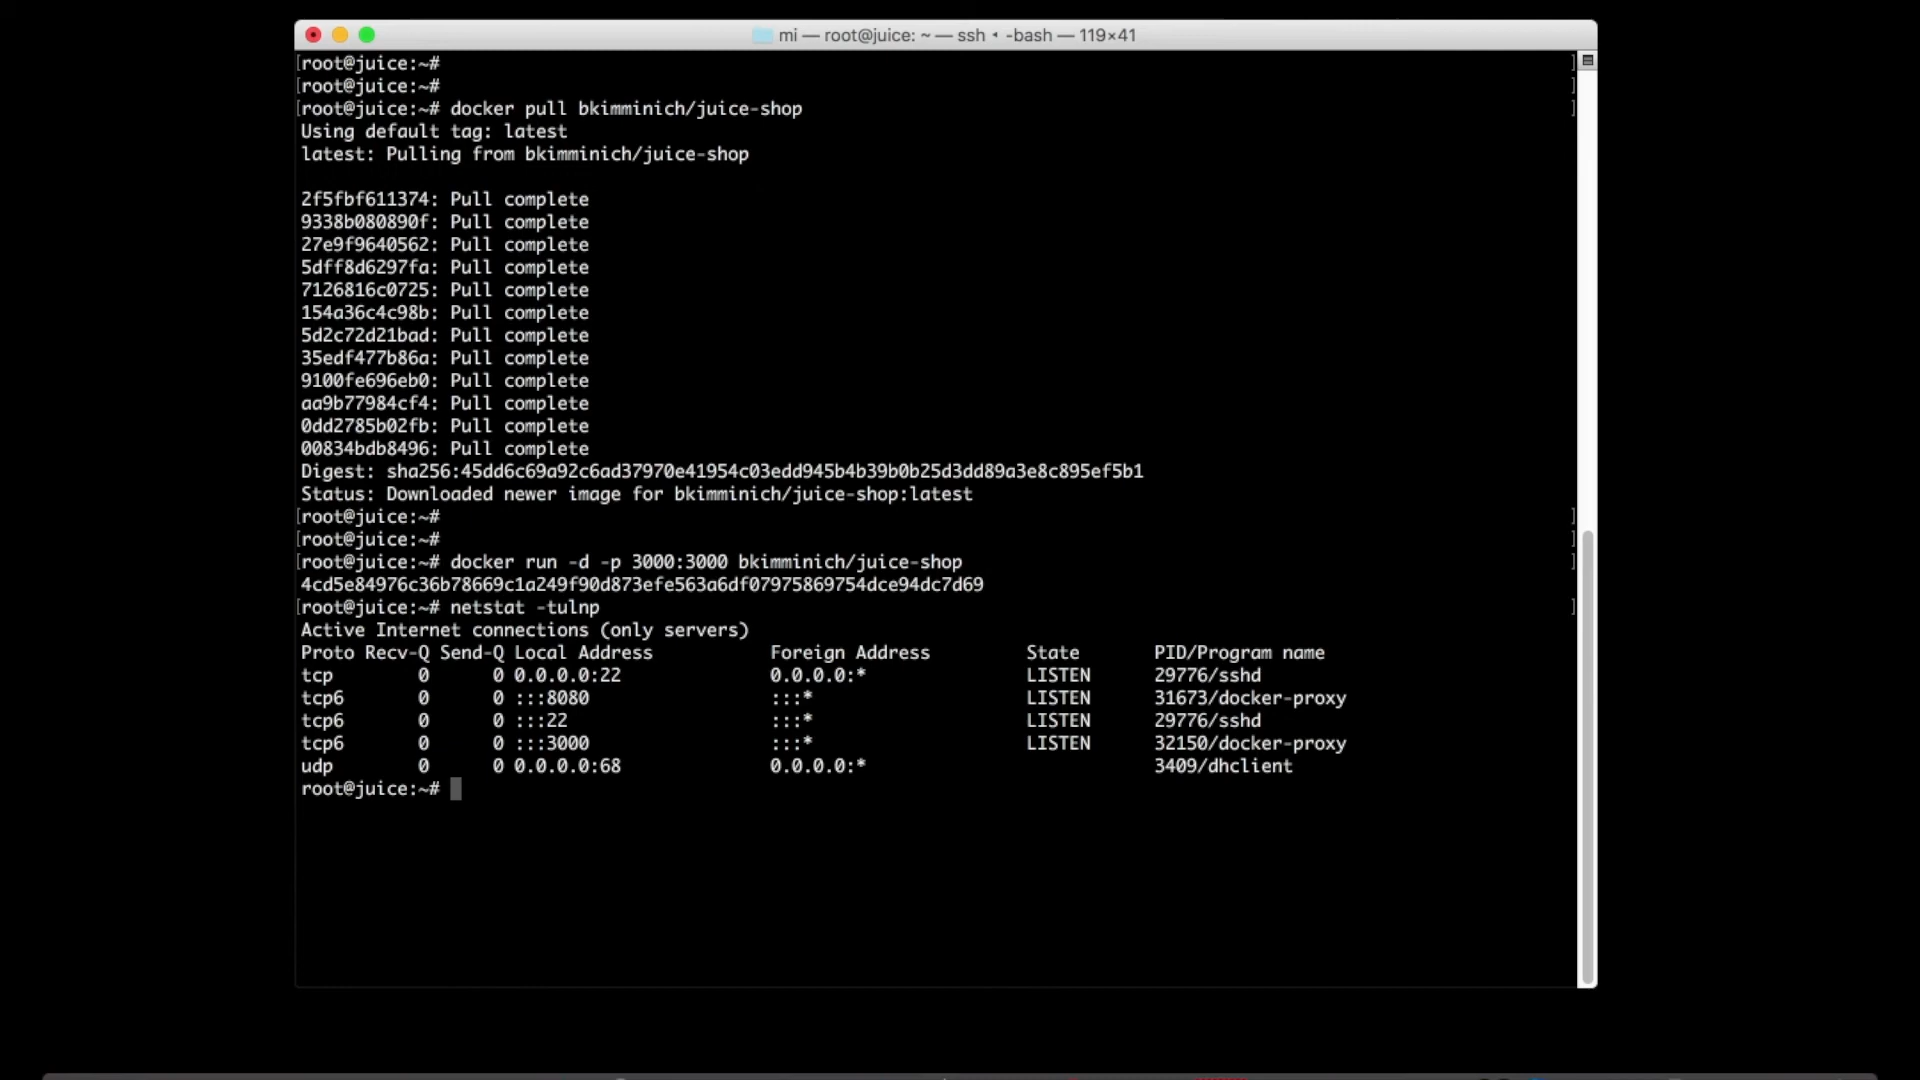 mi — root@juice: ~ — ssh ◂ -bash — 119×41
[root@juice:~# ]
[root@juice:~# ]
[root@juice:~# docker pull bkimminich/juice-shop ]
Using default tag: latest
latest: Pulling from bkimminich/juice-shop
2f5fbf611374: Pull complete
9338b080890f: Pull complete
27e9f9640562: Pull complete
5dff8d6297fa: Pull complete
7126816c0725: Pull complete
154a36c4c98b: Pull complete
5d2c72d21bad: Pull complete
35edf477b86a: Pull complete
9100fe696eb0: Pull complete
aa9b77984cf4: Pull complete
0dd2785b02fb: Pull complete
00834bdb8496: Pull complete
Digest: sha256:45dd6c69a92c6ad37970e41954c03edd945b4b39b0b25d3dd89a3e8c895ef5b1
Status: Downloaded newer image for bkimminich/juice-shop:latest
[root@juice:~# ]
[root@juice:~# ]
[root@juice:~# docker run -d -p 3000:3000 bkimminich/juice-shop ]
4cd5e84976c36b78669c1a249f90d873efe563a6df07975869754dce94dc7d69
[root@juice:~# netstat -tulnp ]
Active Internet connections (only servers)
Proto Recv-Q Send-Q Local Address Foreign Address State PID/Program name
tcp 0 0 0.0.0.0:22 0.0.0.0:* LISTEN 29776/sshd
tcp6 0 0 :::8080 :::* LISTEN 31673/docker-proxy
tcp6 0 0 :::22 :::* LISTEN 29776/sshd
tcp6 0 0 :::3000 :::* LISTEN 32150/docker-proxy
udp 0 0 0.0.0.0:68 0.0.0.0:* 3409/dhclient
root@juice:~#